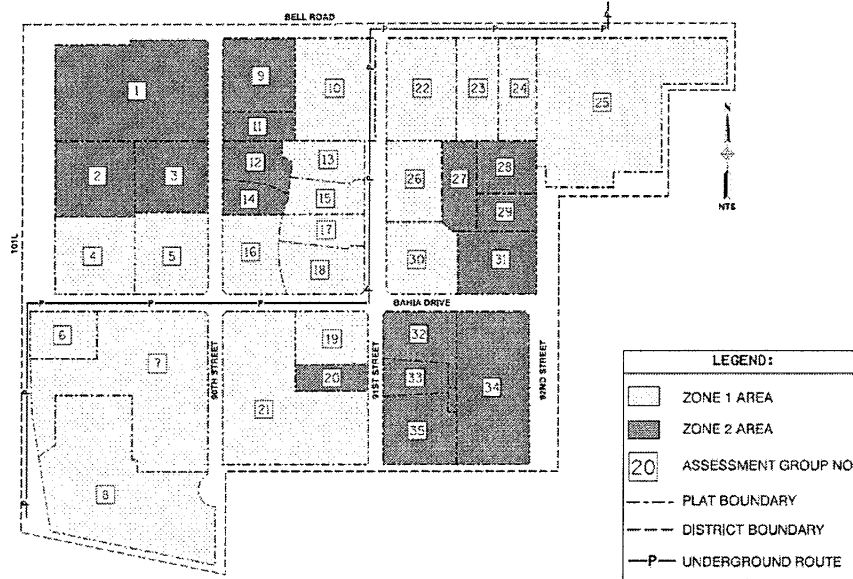 BELL ROAD
P
P
9
10
22
23
24
25
1
P
11
N
12
13
28
2
3
P
26
27
14
15
29
NTS
17
101L
4
5
16
18
30
31
P
P
P
BAHIA DRIVE
6
7
19
32
90TH STREET
91ST STREET
92ND STREET
20
33
34
21
35
8
LEGEND:
ZONE 1 AREA
ZONE 2 AREA
20 ASSESSMENT GROUP NO
PLAT BOUNDARY
DISTRICT BOUNDARY
P UNDERGROUND ROUTE